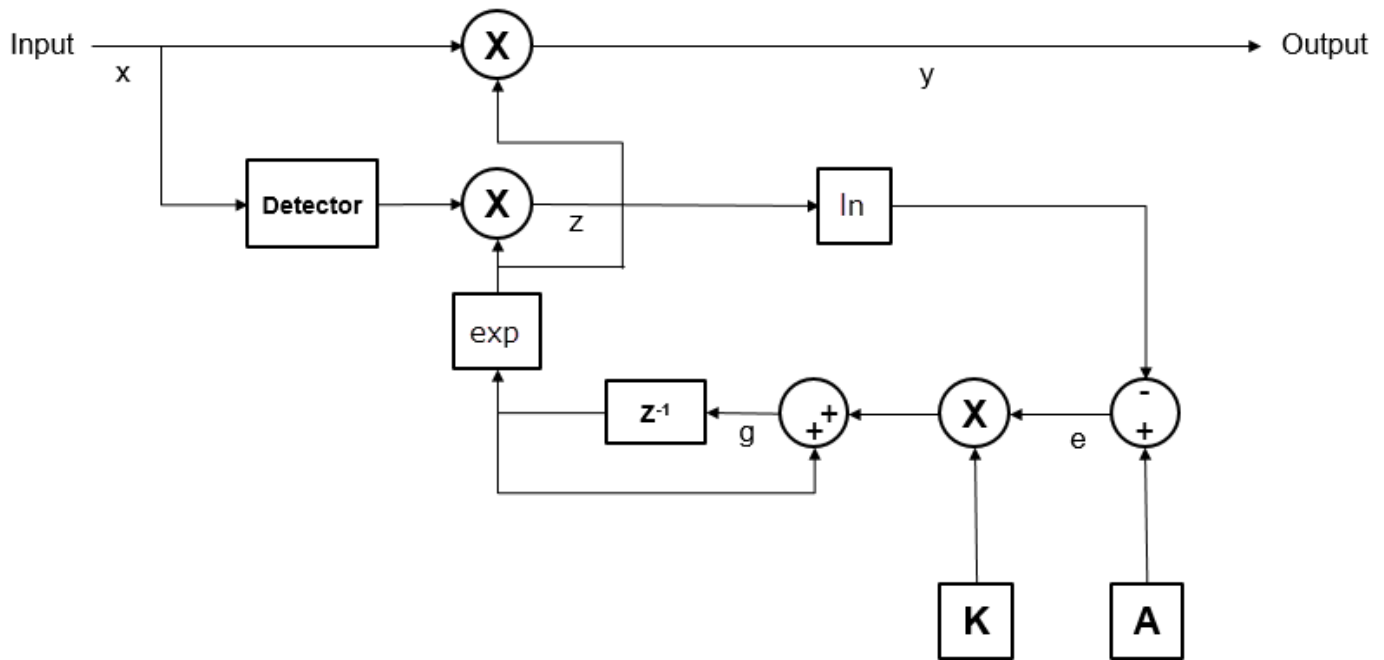 Input
X
Output
x
y
Detector
X
z
ln
exp
z-1
g
+
+
X
e
-
+
K
A